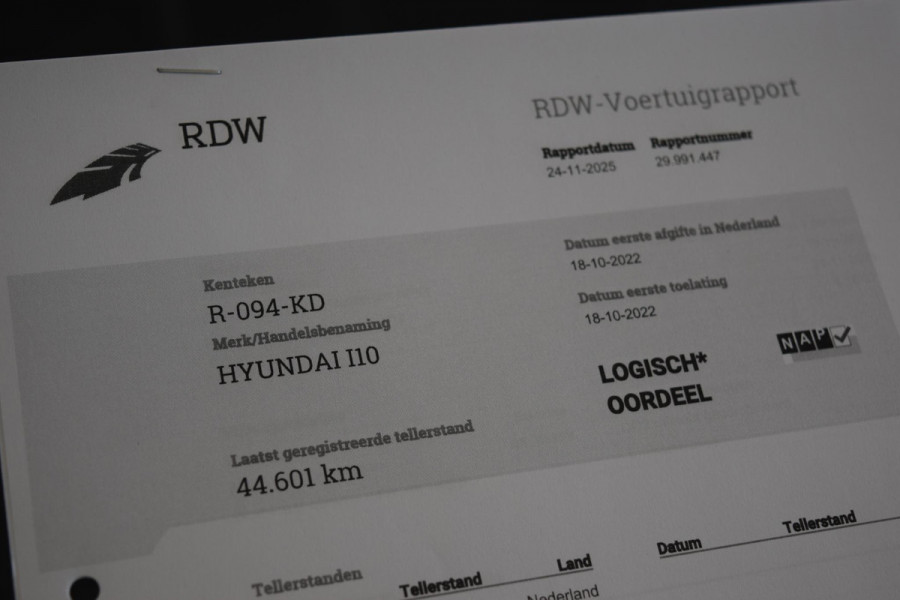 RDW
RDW-Voertuigrapport
Rapportdatum Rapportnummer
24-11-2025 29.991.447
Kenteken
R-094-KD
Merk/Handelsbenaming
HYUNDAI I10
Datum eerste afgifte in Nederland
18-10-2022
Datum eerste toelating
18-10-2022
LOGISCH*
OORDEEL
NAP
Laatst geregistreerde tellerstand
44.601 km
Tellerstanden Tellerstand Land Datum Tellerstand
Nederland